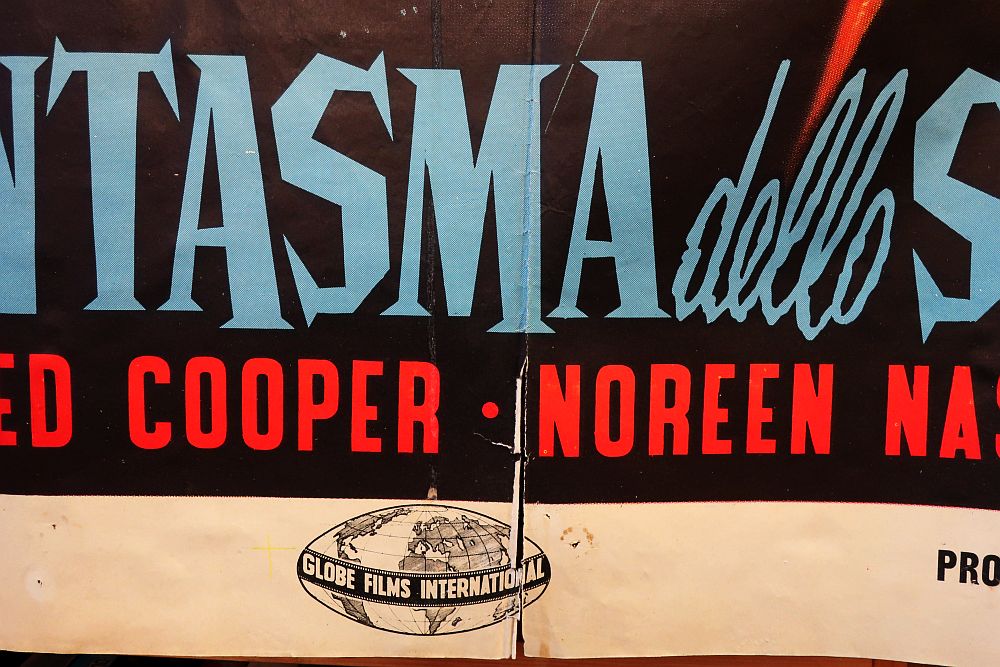 NTASMA dello S
ED COOPER • NOREEN NAS
GLOBE FILMS INTERNATIONAL
PRO